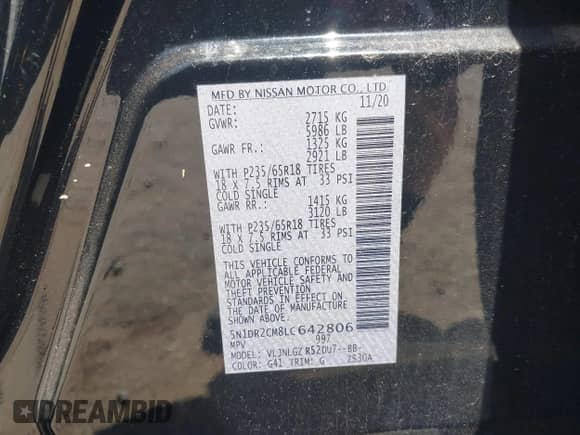 MFD BY NISSAN MOTOR CO., LTD.
DATE: 11/20
GVWR: 2715 KG
5986 LB
GAWR FR.: 1325 KG
2921 LB
WITH P235/65R18 TIRES
18 X 7.5 RIMS AT 33 PSI
COLD SINGLE
GAWR RR.: 1415 KG
3120 LB
WITH P235/65R18 TIRES
18 X 7.5 RIMS AT 33 PSI
COLD SINGLE
THIS VEHICLE CONFORMS TO
ALL APPLICABLE FEDERAL
MOTOR VEHICLE SAFETY AND
THEFT PREVENTION
STANDARDS IN EFFECT ON
THE DATE OF MANUFACTURE
SHOWN ABOVE.
5N1DR2CM8LC642806
MPV 997
MODEL: VLJNLGZ R52DU7--BB-
COLOR: G41 TRIM: G 2530A
DREAMBID